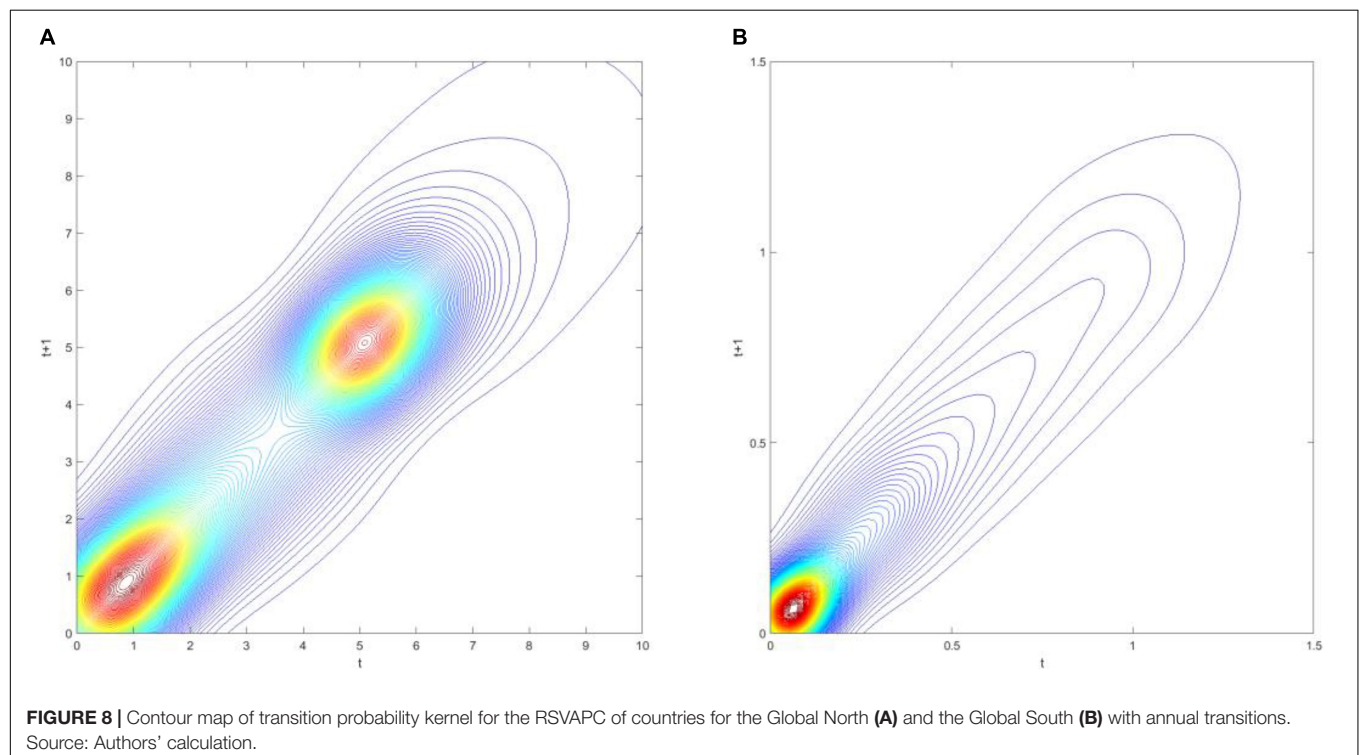 A
B
10
9
8
7
6
5
4
3
2
1
0
t+1
0 1 2 3 4 5 6 7 8 9 10
t
1.5
1
0.5
0
t+1
0 0.5 1 1.5
t
FIGURE 8 | Contour map of transition probability kernel for the RSVAPC of countries for the Global North (A) and the Global South (B) with annual transitions.
Source: Authors' calculation.